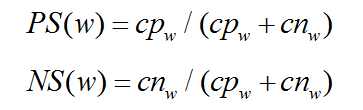 PS(w) = cp_w / (cp_w + cn_w)
NS(w) = cn_w / (cp_w + cn_w)